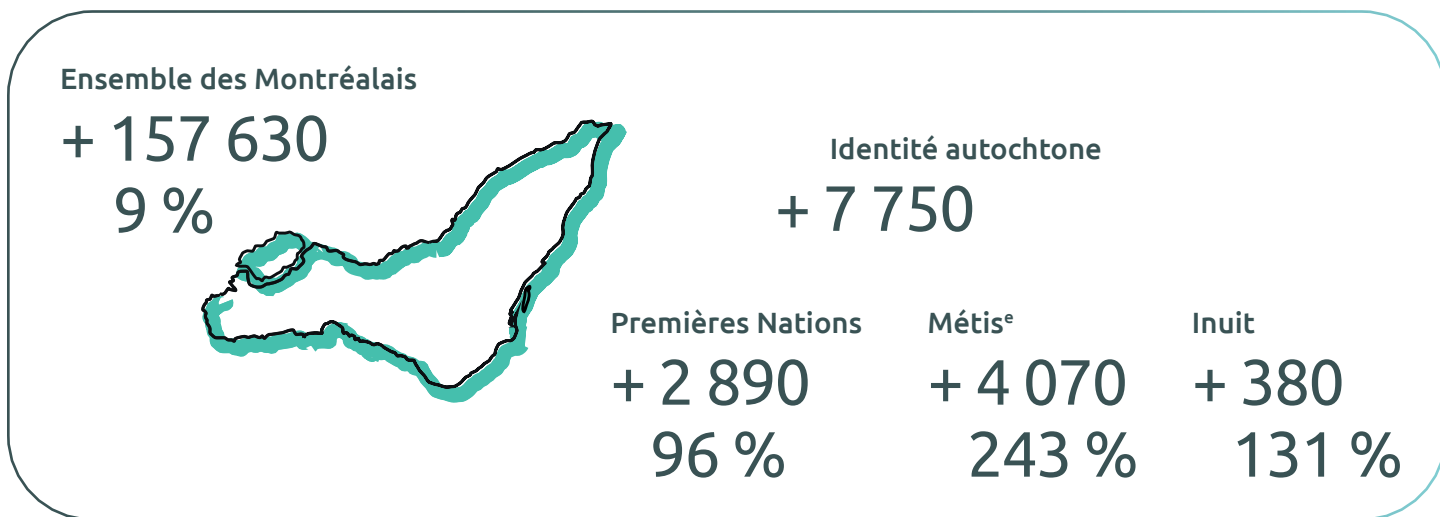 Ensemble des Montréalais
+ 157 630
9 %
Identité autochtone
+ 7 750
Premières Nations
+ 2 890
96 %
Métisᵉ
+ 4 070
243 %
Inuit
+ 380
131 %